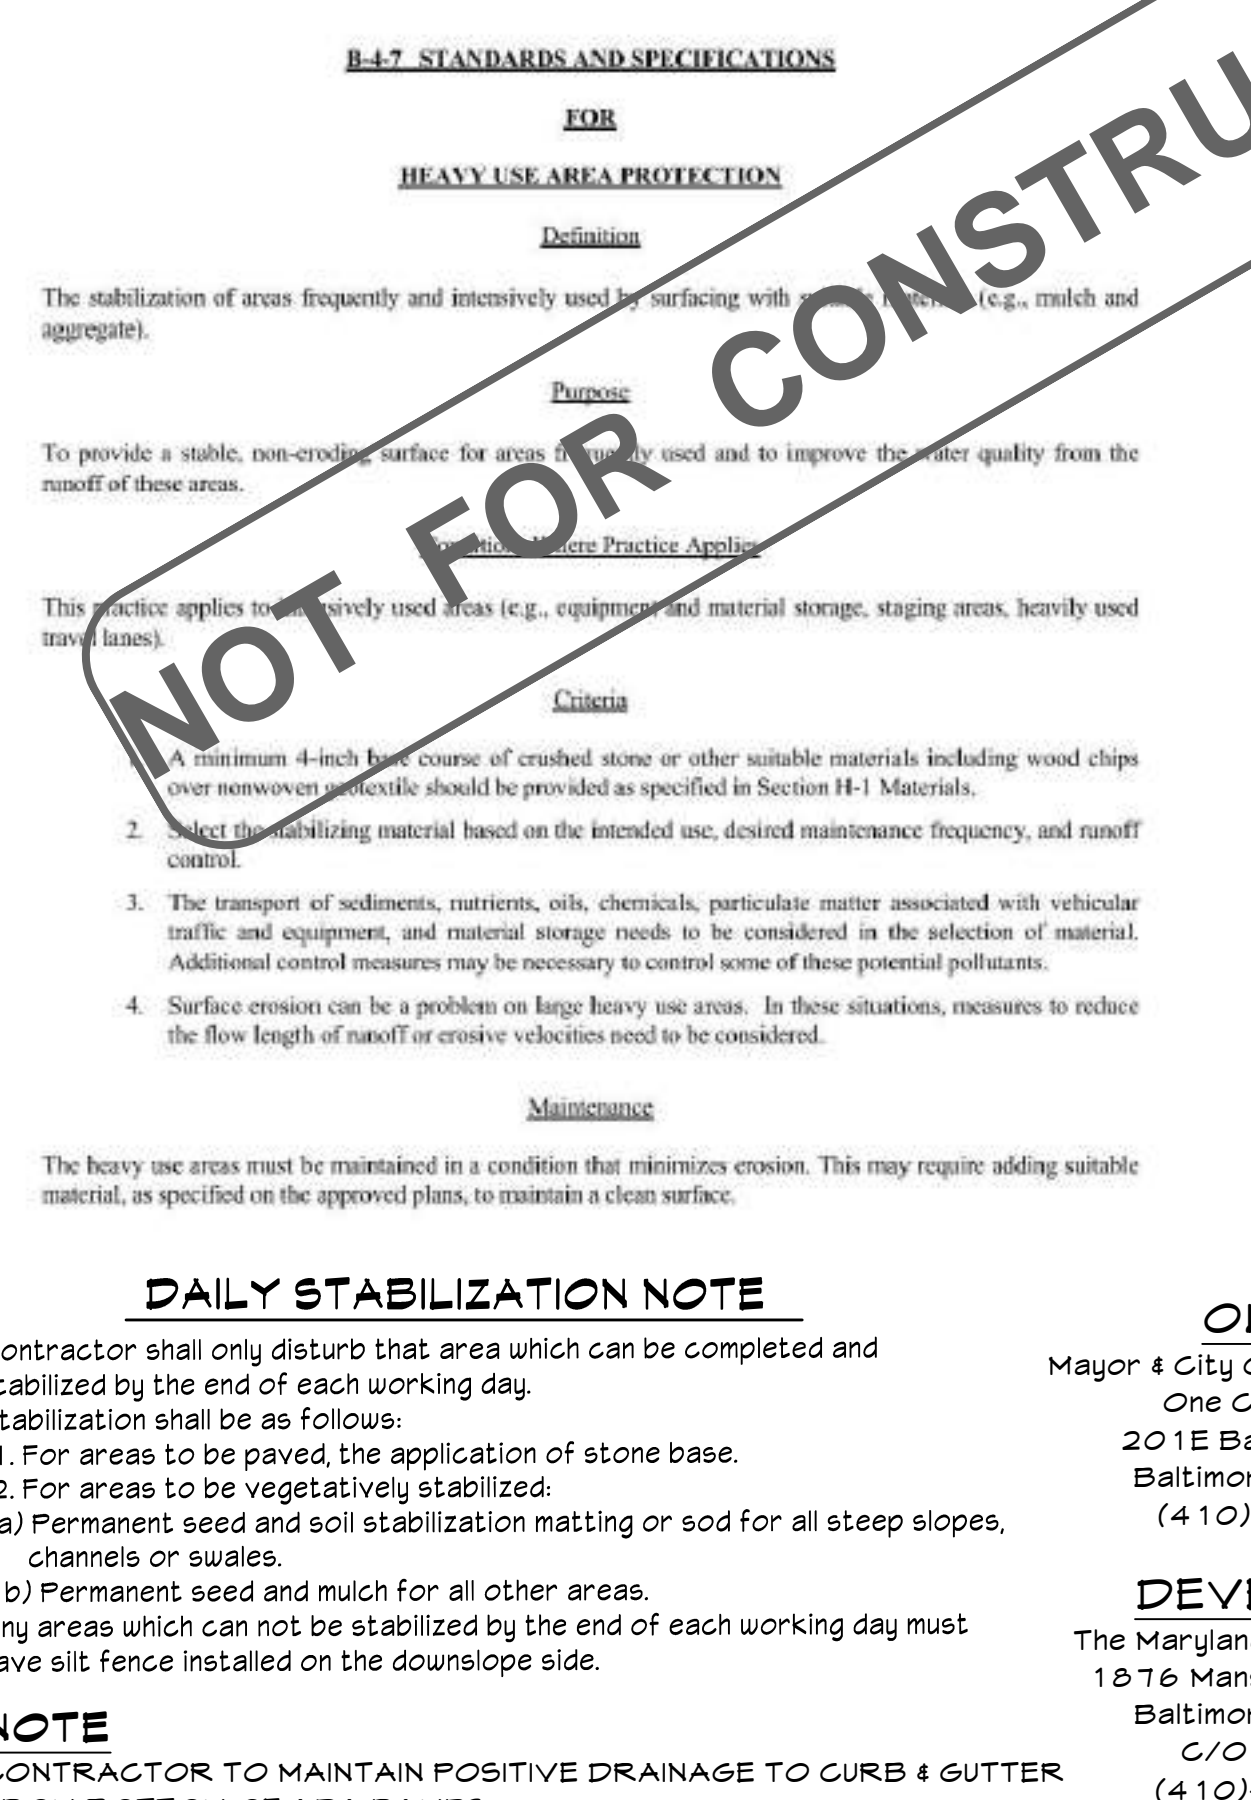 B-4-7 STANDARDS AND SPECIFICATIONS
FOR
HEAVY USE AREA PROTECTION
Definition
The stabilization of areas frequently and intensively used by surfacing with (e.g., mulch and
aggregate).
Purpose
To provide a stable, non-eroding surface for areas frequently used and to improve the water quality from the
runoff of these areas.
Conditions Where Practice Applies
This practice applies to intensively used areas (e.g., equipment and material storage, staging areas, heavily used
travel lanes).
Criteria
A minimum 4-inch base course of crushed stone or other suitable materials including wood chips
over nonwoven geotextile should be provided as specified in Section H-1 Materials.
2. Select the stabilizing material based on the intended use, desired maintenance frequency, and runoff
control.
3. The transport of sediments, nutrients, oils, chemicals, particulate matter associated with vehicular
traffic and equipment, and material storage needs to be considered in the selection of material.
Additional control measures may be necessary to control some of these potential pollutants.
4. Surface erosion can be a problem on large heavy use areas. In these situations, measures to reduce
the flow length of runoff or erosive velocities need to be considered.
Maintenance
The heavy use areas must be maintained in a condition that minimizes erosion. This may require adding suitable
material, as specified on the approved plans, to maintain a clean surface.
NOT FOR CONSTRU
DAILY STABILIZATION NOTE
ontractor shall only disturb that area which can be completed and
tabilized by the end of each working day.
tabilization shall be as follows:
1. For areas to be paved, the application of stone base.
2. For areas to be vegetatively stabilized:
a) Permanent seed and soil stabilization matting or sod for all steep slopes,
channels or swales.
b) Permanent seed and mulch for all other areas.
ny areas which can not be stabilized by the end of each working day must
ave silt fence installed on the downslope side.
NOTE
CONTRACTOR TO MAINTAIN POSITIVE DRAINAGE TO CURB & GUTTER
Mayor & City
One C
201E Ba
Baltimor
(410)
DEVE
The Maryland
1876 Mans
Baltimor
C/O
(410)